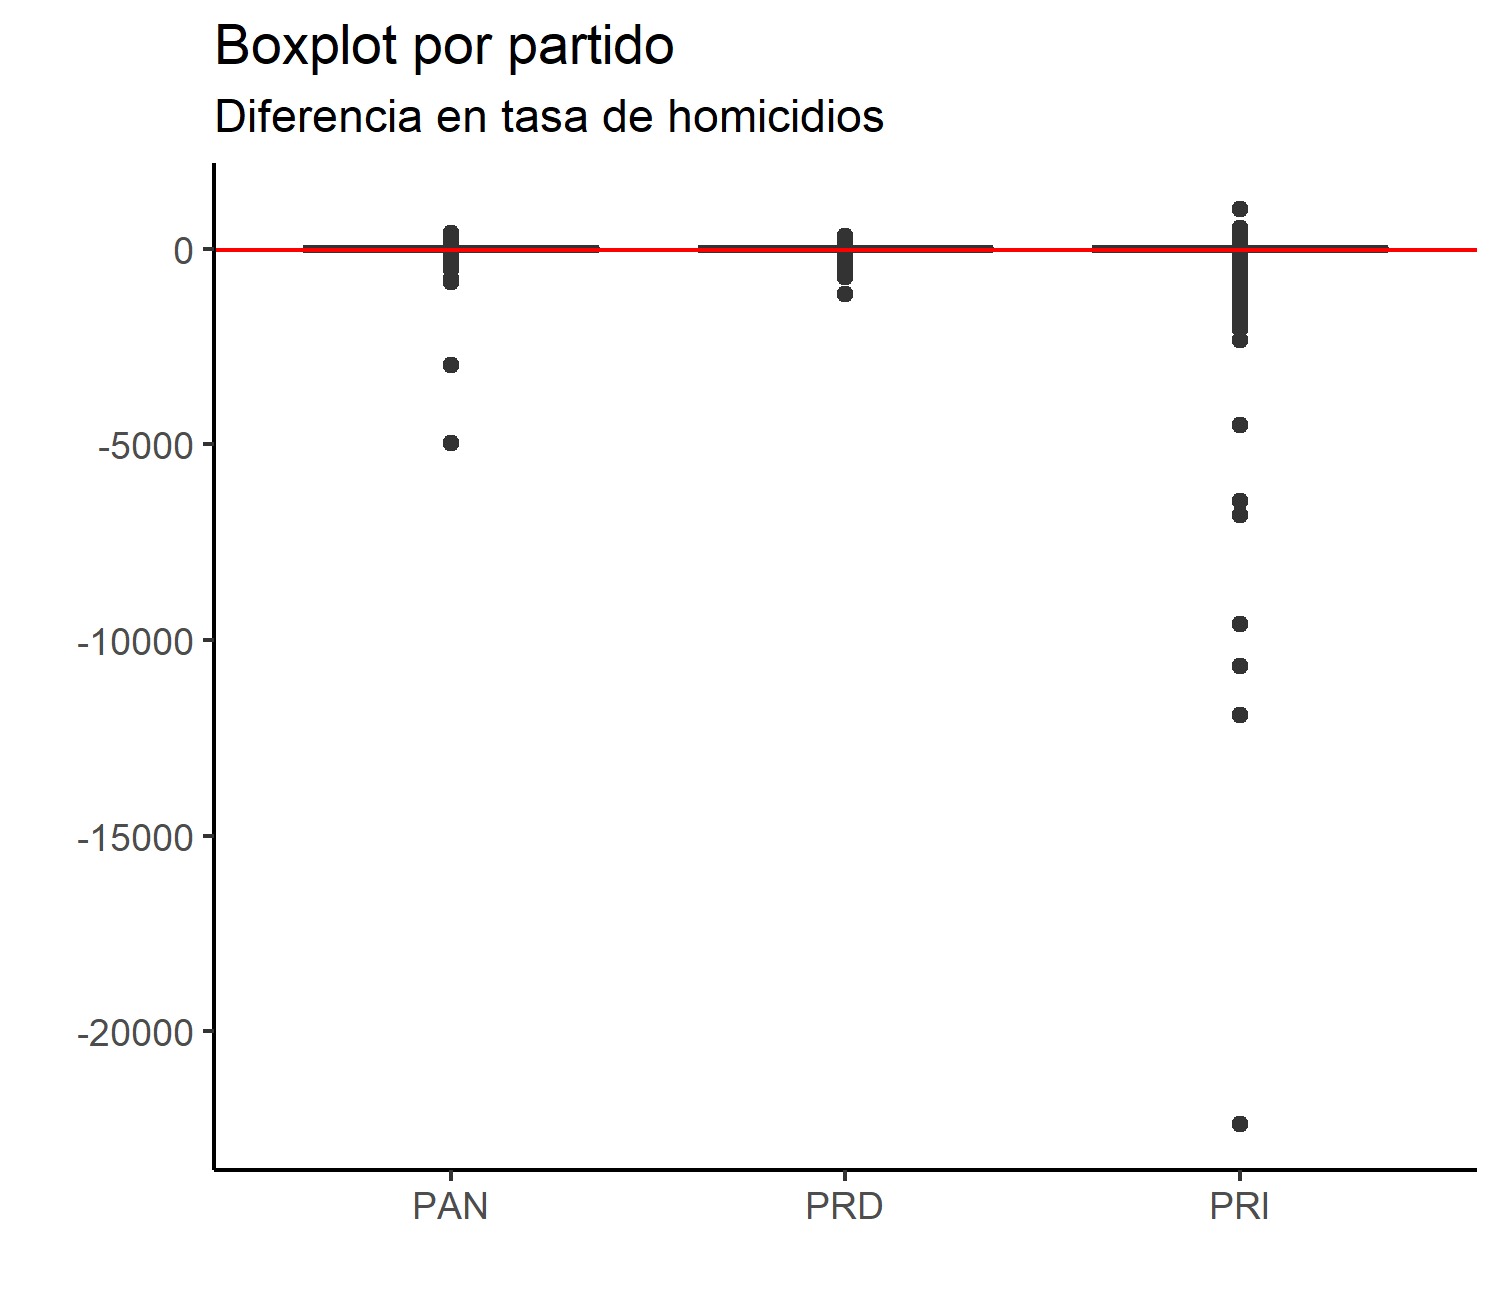 Boxplot por partido
Diferencia en tasa de homicidios
0
-5000
-10000
-15000
-20000
PAN PRD PRI